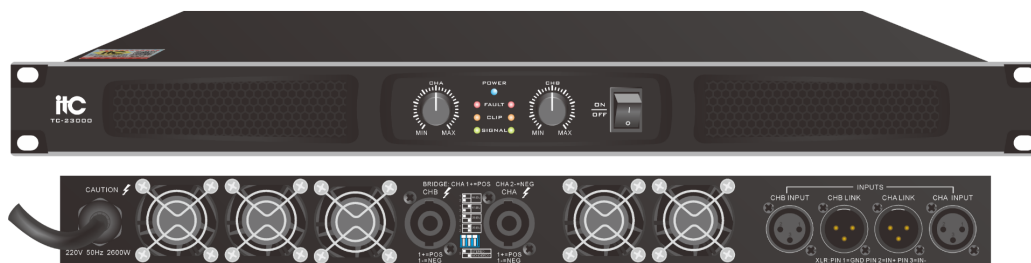 itC
TC-23000
CHA
MIN MAX
POWER
FAULT
CLIP
SIGNAL
CHB
MIN MAX
ON
OFF
CAUTION
220V 50Hz 2600W
BRIDGE: CHA 1+=POS CHA 2-=NEG
CHB
CHA
1+=POS
1-=NEG
1+=POS
1-=NEG
INPUTS
CHB INPUT
CHB LINK
CHA LINK
CHA INPUT
XLR PIN 1=GND PIN 2=IN+ PIN 3=IN-